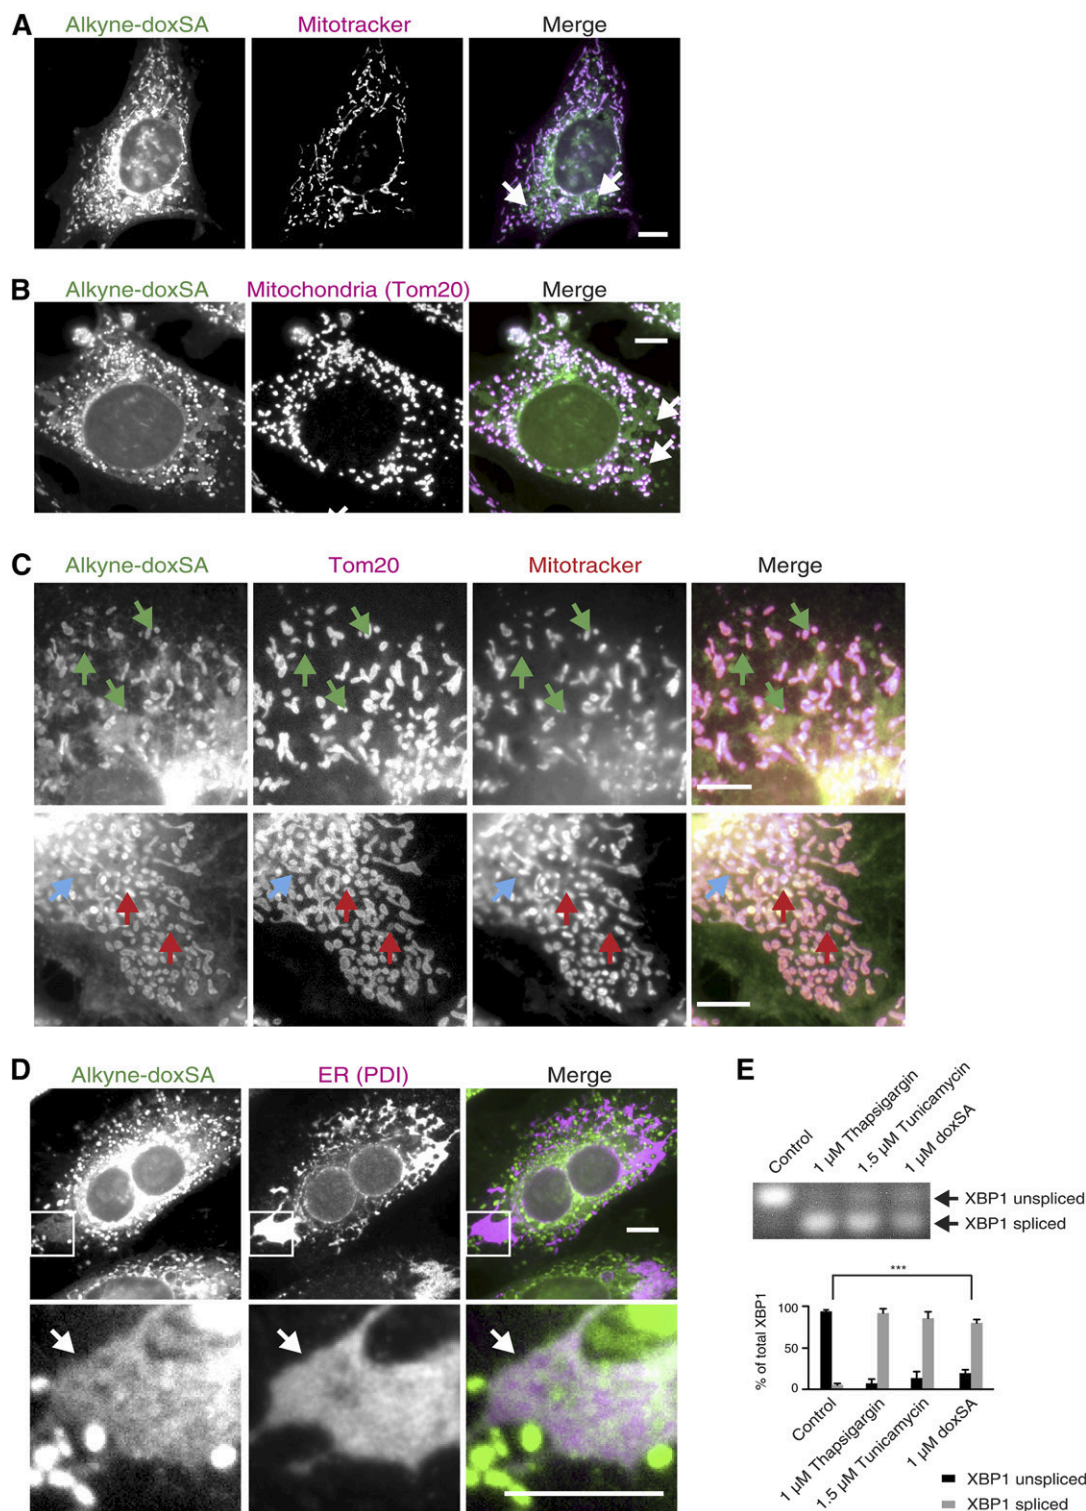 A
Alkyne-doxSA Mitotracker Merge
B
Alkyne-doxSA Mitochondria (Tom20) Merge
C
Alkyne-doxSA Tom20 Mitotracker Merge
D
Alkyne-doxSA ER (PDI) Merge
E
Control
1 µM Thapsigargin
1.5 µM Tunicamycin
1 µM doxSA
XBP1 unspliced
XBP1 spliced
***
% of total XBP1
100
50
0
Control
1 µM Thapsigargin
1.5 µM Tunicamycin
1 µM doxSA
XBP1 unspliced
XBP1 spliced